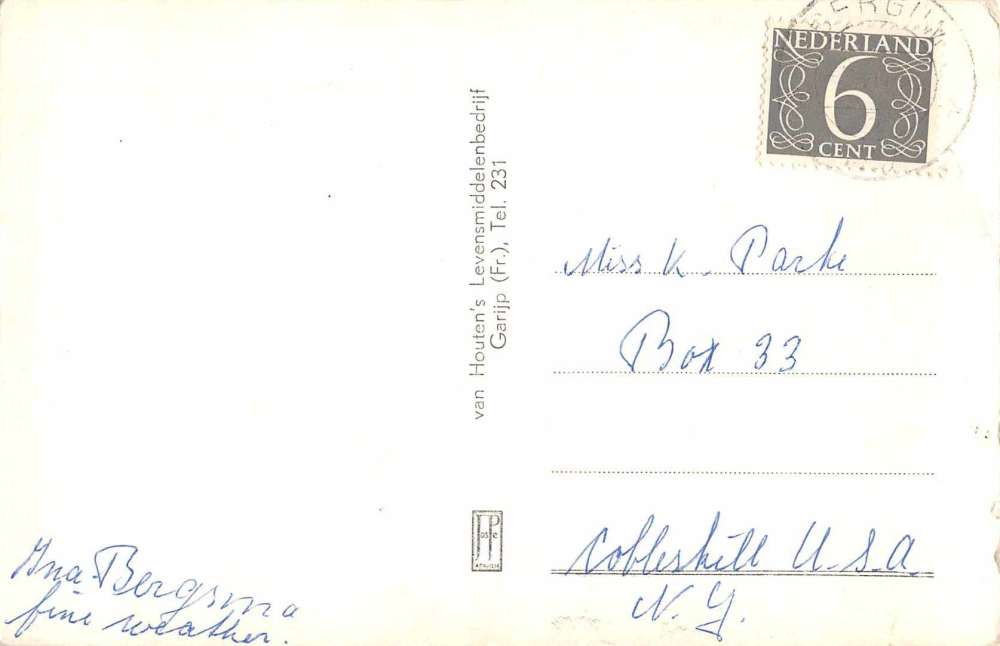 NEDERLAND
6
CENT
van Houten's Levensmiddelenbedrijf
Garijp (Fr.), Tel. 231
Miss K. Parke
Box 33
Cobleskill U.S.A.
N.Y.
JP
Ina Bergsma
fine weather.